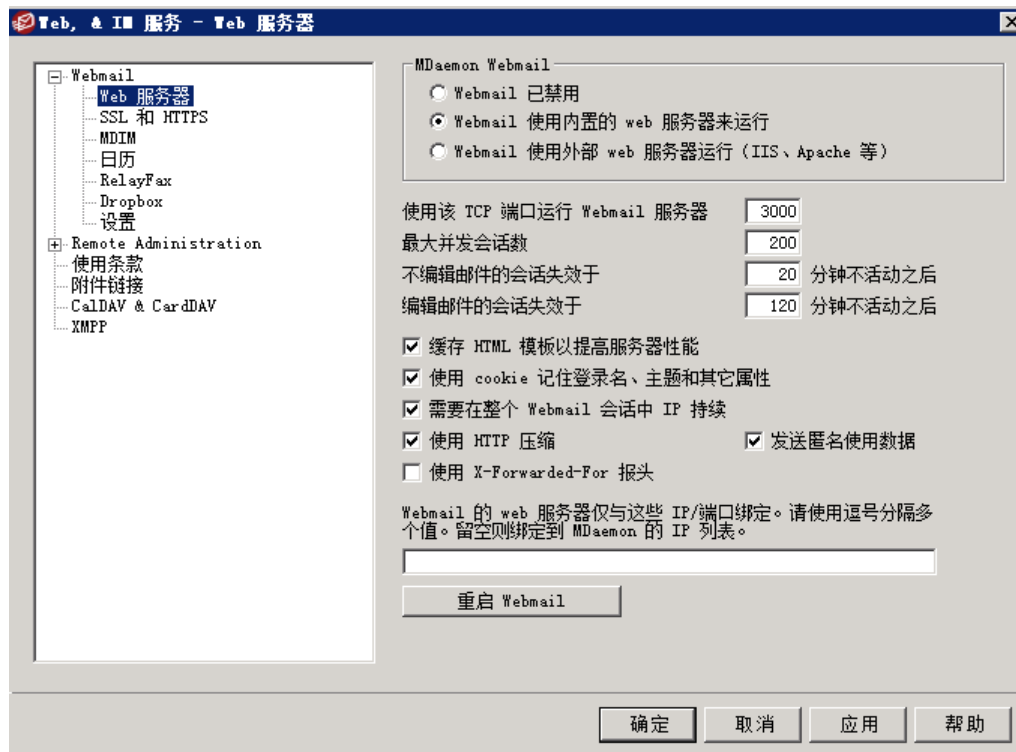 Web, & IM 服务 - Web 服务器
Webmail
Web 服务器
SSL 和 HTTPS
MDIM
日历
RelayFax
Dropbox
设置
Remote Administration
使用条款
附件链接
CalDAV & CardDAV
XMPP
MDaemon Webmail
Webmail 已禁用
Webmail 使用内置的 web 服务器来运行
Webmail 使用外部 web 服务器运行(IIS、Apache 等)
使用该 TCP 端口运行 Webmail 服务器 3000
最大并发会话数 200
不编辑邮件的会话失效于 20 分钟不活动之后
编辑邮件的会话失效于 120 分钟不活动之后
缓存 HTML 模板以提高服务器性能
使用 cookie 记住登录名、主题和其它属性
需要在整个 Webmail 会话中 IP 持续
使用 HTTP 压缩 发送匿名使用数据
使用 X-Forwarded-For 报头
Webmail 的 web 服务器仅与这些 IP/端口绑定。请使用逗号分隔多
个值。留空则绑定到 MDaemon 的 IP 列表。
重启 Webmail
确定 取消 应用 帮助